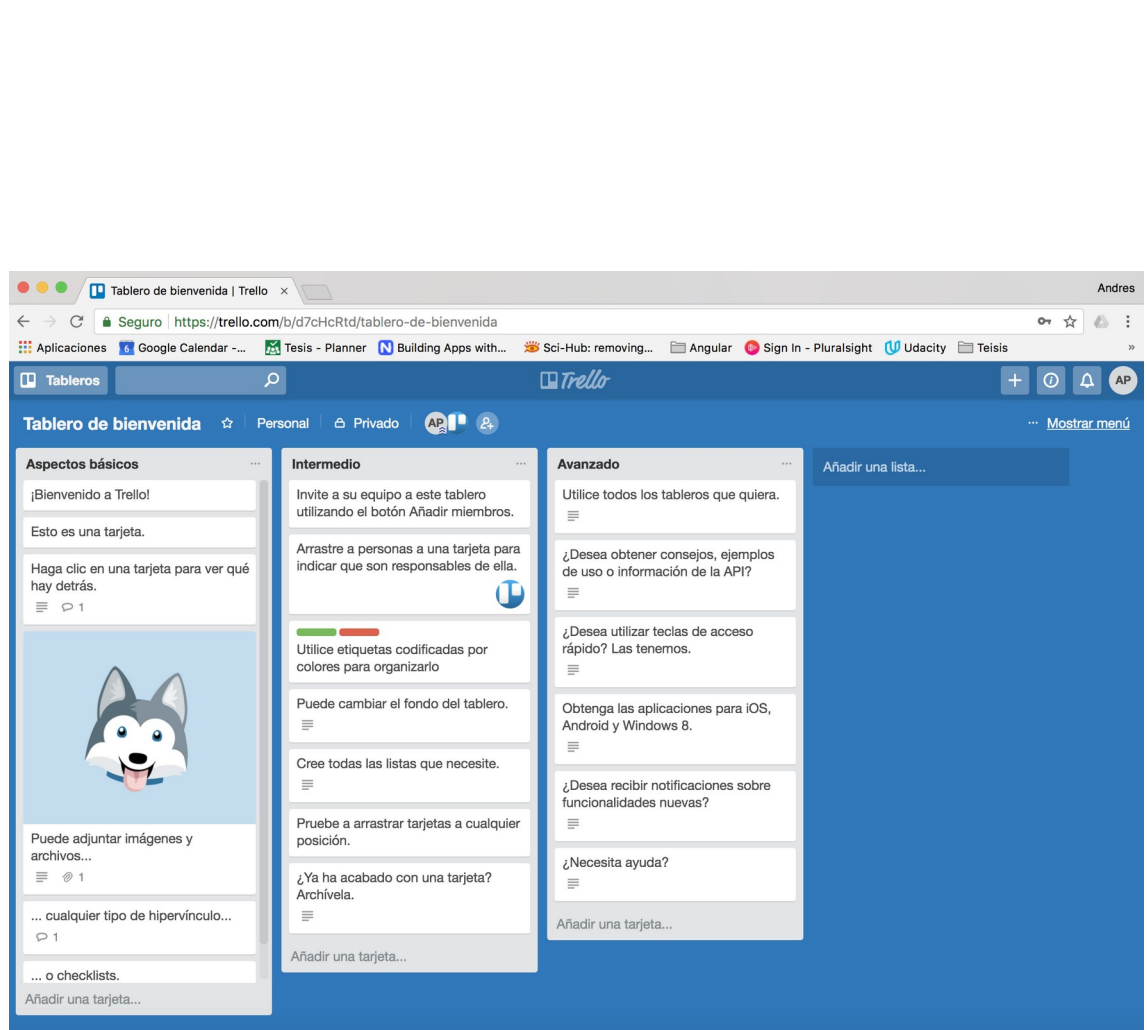 Tablero de bienvenida | Trello
Andres
Seguro https://trello.com/b/d7cHcRtd/tablero-de-bienvenida
Aplicaciones 6 Google Calendar -... Tesis - Planner N Building Apps with... Sci-Hub: removing... Angular Sign In - Pluralsight Udacity Teisis »
Tableros
Trello
AP
Tablero de bienvenida Personal Privado AP ... Mostrar menú
Aspectos básicos ...
¡Bienvenido a Trello!
Esto es una tarjeta.
Haga clic en una tarjeta para ver qué
hay detrás.
1
Puede adjuntar imágenes y
archivos...
1
... cualquier tipo de hipervínculo...
1
... o checklists.
Añadir una tarjeta...
Intermedio ...
Invite a su equipo a este tablero
utilizando el botón Añadir miembros.
Arrastre a personas a una tarjeta para
indicar que son responsables de ella.
Utilice etiquetas codificadas por
colores para organizarlo
Puede cambiar el fondo del tablero.
Cree todas las listas que necesite.
Pruebe a arrastrar tarjetas a cualquier
posición.
¿Ya ha acabado con una tarjeta?
Archívela.
Añadir una tarjeta...
Avanzado ...
Utilice todos los tableros que quiera.
¿Desea obtener consejos, ejemplos
de uso o información de la API?
¿Desea utilizar teclas de acceso
rápido? Las tenemos.
Obtenga las aplicaciones para iOS,
Android y Windows 8.
¿Desea recibir notificaciones sobre
funcionalidades nuevas?
¿Necesita ayuda?
Añadir una tarjeta...
Añadir una lista...